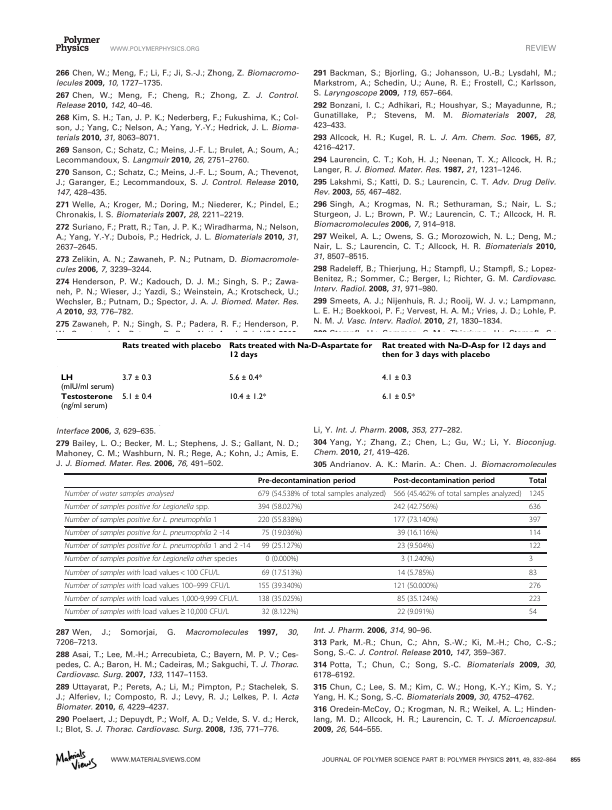 Polymer
Physics
WWW.POLYMERPHYSICS.ORG
REVIEW
266 Chen, W.; Meng, F.; Li, F.; Ji, S.-J.; Zhong, Z. Biomacromo-
lecules 2009, 10, 1727–1735.
267 Chen, W.; Meng, F.; Cheng, R.; Zhong, Z. J. Control.
Release 2010, 142, 40–46.
268 Kim, S. H.; Tan, J. P. K.; Nederberg, F.; Fukushima, K.; Col-
son, J.; Yang, C.; Nelson, A.; Yang, Y.-Y.; Hedrick, J. L. Bioma-
terials 2010, 31, 8063–8071.
269 Sanson, C.; Schatz, C.; Meins, J.-F. L.; Brulet, A.; Soum, A.;
Lecommandoux, S. Langmuir 2010, 26, 2751–2760.
270 Sanson, C.; Schatz, C.; Meins, J.-F. L.; Soum, A.; Thevenot,
J.; Garanger, E.; Lecommandoux, S. J. Control. Release 2010,
147, 428–435.
271 Welle, A.; Kroger, M.; Doring, M.; Niederer, K.; Pindel, E.;
Chronakis, I. S. Biomaterials 2007, 28, 2211–2219.
272 Suriano, F.; Pratt, R.; Tan, J. P. K.; Wiradharma, N.; Nelson,
A.; Yang, Y.-Y.; Dubois, P.; Hedrick, J. L. Biomaterials 2010, 31,
2637–2645.
273 Zelikin, A. N.; Zawaneh, P. N.; Putnam, D. Biomacromole-
cules 2006, 7, 3239–3244.
274 Henderson, P. W.; Kadouch, D. J. M.; Singh, S. P.; Zawa-
neh, P. N.; Wieser, J.; Yazdi, S.; Weinstein, A.; Krotscheck, U.;
Wechsler, B.; Putnam, D.; Spector, J. A. J. Biomed. Mater. Res.
A 2010, 93, 776–782.
275 Zawaneh, P. N.; Singh, S. P.; Padera, R. F.; Henderson, P.
291 Backman, S.; Bjorling, G.; Johansson, U.-B.; Lysdahl, M.;
Markstrom, A.; Schedin, U.; Aune, R. E.; Frostell, C.; Karlsson,
S. Laryngoscope 2009, 119, 657–664.
292 Bonzani, I. C.; Adhikari, R.; Houshyar, S.; Mayadunne, R.;
Gunatillake, P.; Stevens, M. M. Biomaterials 2007, 28,
423–433.
293 Allcock, H. R.; Kugel, R. L. J. Am. Chem. Soc. 1965, 87,
4216–4217.
294 Laurencin, C. T.; Koh, H. J.; Neenan, T. X.; Allcock, H. R.;
Langer, R. J. Biomed. Mater. Res. 1987, 21, 1231–1246.
295 Lakshmi, S.; Katti, D. S.; Laurencin, C. T. Adv. Drug Deliv.
Rev. 2003, 55, 467–482.
296 Singh, A.; Krogman, N. R.; Sethuraman, S.; Nair, L. S.;
Sturgeon, J. L.; Brown, P. W.; Laurencin, C. T.; Allcock, H. R.
Biomacromolecules 2006, 7, 914–918.
297 Weikel, A. L.; Owens, S. G.; Morozowich, N. L.; Deng, M.;
Nair, L. S.; Laurencin, C. T.; Allcock, H. R. Biomaterials 2010,
31, 8507–8515.
298 Radeleff, B.; Thierjung, H.; Stampfl, U.; Stampfl, S.; Lopez-
Benitez, R.; Sommer, C.; Berger, I.; Richter, G. M. Cardiovasc.
Interv. Radiol. 2008, 31, 971–980.
299 Smeets, A. J.; Nijenhuis, R. J.; Rooij, W. J. v.; Lampmann,
L. E. H.; Boekkooi, P. F.; Vervest, H. A. M.; Vries, J. D.; Lohle, P.
N. M. J. Vasc. Interv. Radiol. 2010, 21, 1830–1834.
Rats treated with placebo Rats treated with Na-D-Aspartate for Rat treated with Na-D-Asp for 12 days and
12 days then for 3 days with placebo
LH 3.7 ± 0.3 5.6 ± 0.4* 4.1 ± 0.3
(mIU/ml serum)
Testosterone 5.1 ± 0.4 10.4 ± 1.2* 6.1 ± 0.5*
(ng/ml serum)
Interface 2006, 3, 629–635.
279 Bailey, L. O.; Becker, M. L.; Stephens, J. S.; Gallant, N. D.;
Mahoney, C. M.; Washburn, N. R.; Rege, A.; Kohn, J.; Amis, E.
J. J. Biomed. Mater. Res. 2006, 76, 491–502.
Li, Y. Int. J. Pharm. 2008, 353, 277–282.
304 Yang, Y.; Zhang, Z.; Chen, L.; Gu, W.; Li, Y. Bioconjug.
Chem. 2010, 21, 419–426.
305 Andrianov, A. K.; Marin, A.; Chen, J. Biomacromolecules
Pre-decontamination period Post-decontamination period Total
Number of water samples analysed 679 (54.538% of total samples analyzed) 566 (45.462% of total samples analyzed) 1245
Number of samples positive for Legionella spp. 394 (58.027%) 242 (42.756%) 636
Number of samples positive for L. pneumophila 1 220 (55.838%) 177 (73.140%) 397
Number of samples positive for L. pneumophila 2 -14 75 (19.036%) 39 (16.116%) 114
Number of samples positive for L. pneumophila 1 and 2 -14 99 (25.127%) 23 (9.504%) 122
Number of samples positive for Legionella other species 0 (0.000%) 3 (1.240%) 3
Number of samples with load values < 100 CFU/L 69 (17.513%) 14 (5.785%) 83
Number of samples with load values 100–999 CFU/L 155 (39.340%) 121 (50.000%) 276
Number of samples with load values 1,000-9,999 CFU/L 138 (35.025%) 85 (35.124%) 223
Number of samples with load values ≥ 10,000 CFU/L 32 (8.122%) 22 (9.091%) 54
287 Wen, J.; Somorjai, G. Macromolecules 1997, 30,
7206–7213.
288 Asai, T.; Lee, M.-H.; Arrecubieta, C.; Bayern, M. P. V.; Ces-
pedes, C. A.; Baron, H. M.; Cadeiras, M.; Sakguchi, T. J. Thorac.
Cardiovasc. Surg. 2007, 133, 1147–1153.
289 Uttayarat, P.; Perets, A.; Li, M.; Pimpton, P.; Stachelek, S.
J.; Alferiev, I.; Composto, R. J.; Levy, R. J.; Lelkes, P. I. Acta
Biomater. 2010, 6, 4229–4237.
290 Poelaert, J.; Depuydt, P.; Wolf, A. D.; Velde, S. V. d.; Herck,
I.; Blot, S. J. Thorac. Cardiovasc. Surg. 2008, 135, 771–776.
Int. J. Pharm. 2006, 314, 90–96.
313 Park, M.-R.; Chun, C.; Ahn, S.-W.; Ki, M.-H.; Cho, C.-S.;
Song, S.-C. J. Control. Release 2010, 147, 359–367.
314 Potta, T.; Chun, C.; Song, S.-C. Biomaterials 2009, 30,
6178–6192.
315 Chun, C.; Lee, S. M.; Kim, C. W.; Hong, K.-Y.; Kim, S. Y.;
Yang, H. K.; Song, S.-C. Biomaterials 2009, 30, 4752–4762.
316 Oredein-McCoy, O.; Krogman, N. R.; Weikel, A. L.; Hinden-
lang, M. D.; Allcock, H. R.; Laurencin, C. T. J. Microencapsul.
2009, 26, 544–555.
Materials
Views
WWW.MATERIALSVIEWS.COM
JOURNAL OF POLYMER SCIENCE PART B: POLYMER PHYSICS 2011, 49, 832–864 855